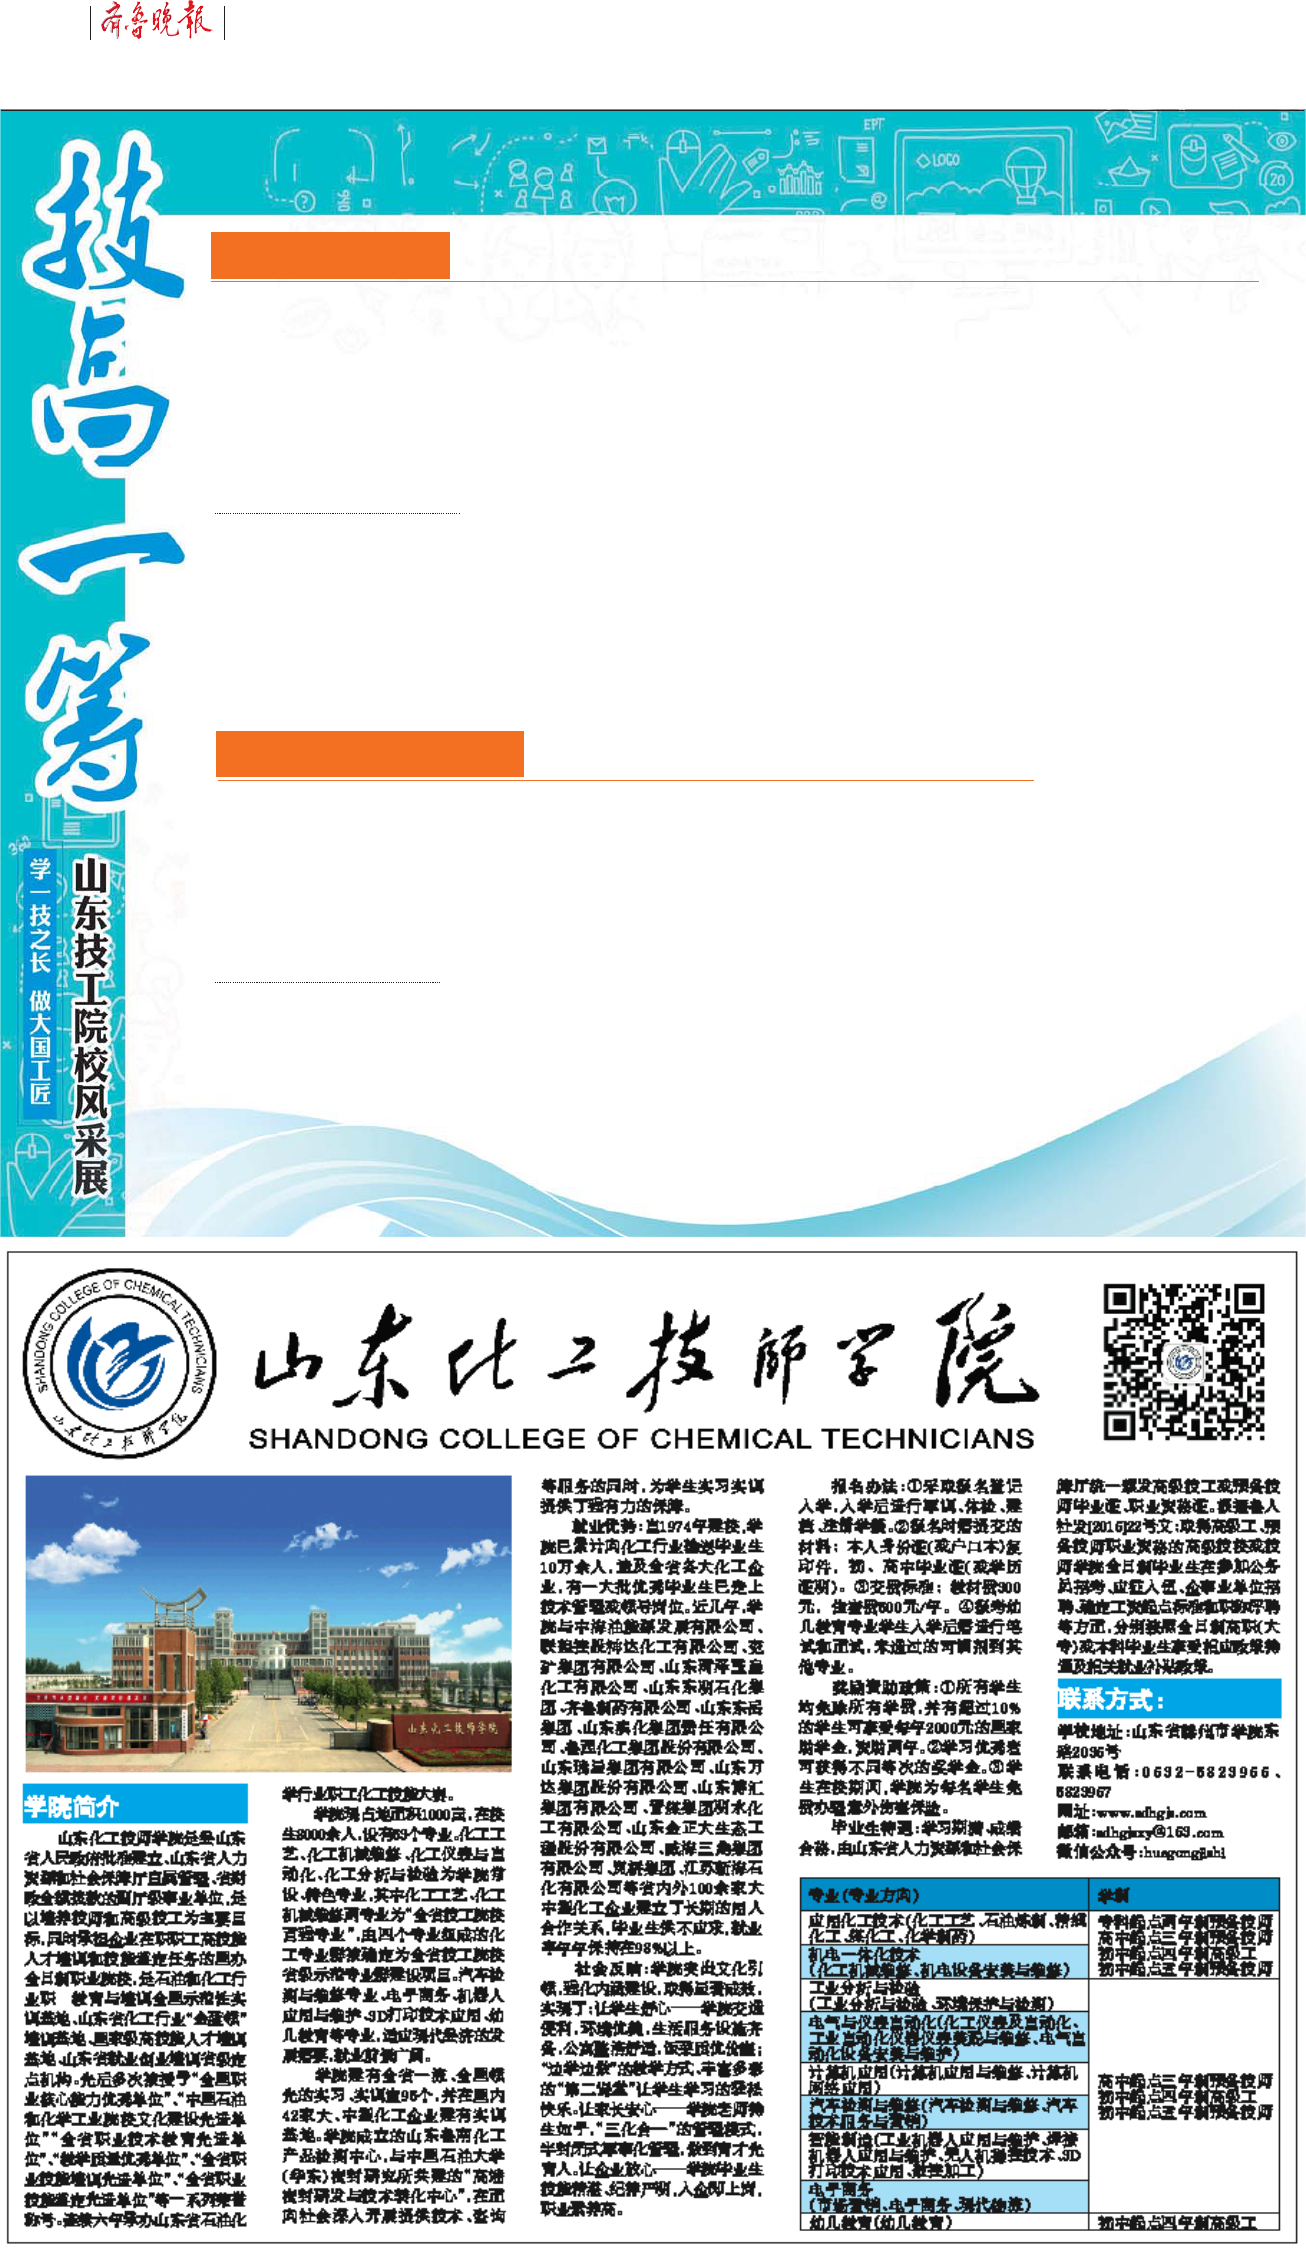 齐鲁晚报
EPT
LOGO
20
技高一筹
360
学一技之长 做大国工匠
山东技工院校风采展
SHANDONG COLLEGE OF CHEMICAL TECHNICIANS
山东化工技师学院
山东化工技师学院
SHANDONG COLLEGE OF CHEMICAL TECHNICIANS
山东化工技师学院
学院简介
山东化工技师学院是经山东
省人民政府批准建立、山东省人力
资源和社会保障厅直属管理、省财
政全额拨款的副厅级事业单位,是
以培养技师和高级技工为主要目
标,同时承担企业在职职工高技能
人才培训和技能鉴定任务的国办
全日制职业院校,是石油和化工行
业职 教育与培训全国示范性实
训基地、山东省化工行业“金蓝领”
培训基地、国家级高技能人才培训
基地、山东省就业创业培训省级定
点机构。先后多次被授予“全国职
业核心能力优秀单位”、“中国石油
和化学工业院校文化建设先进单
位”“全省职业技术教育先进单
位”、“教学质量优秀单位”、“全省职
业技能培训先进单位”、“全省职业
技能鉴定先进单位”等一系列荣誉
称号。连续六年承办山东省石油化
学行业职工化工技能大赛。
学院现占地面积1000亩,在校
生8000余人,设有69个专业。化工工
艺、化工机械维修、化工仪表与自
动化、化工分析与检验为学院常
设、特色专业,其中化工工艺、化工
机械维修两专业为“全省技工院校
百强专业”,由四个专业组成的化
工专业群被确定为全省技工院校
省级示范专业群建设项目。汽车检
测与维修专业、电子商务、机器人
应用与维护、3D打印技术应用、幼
儿教育等专业,适应现代经济的发
展需要,就业前景广阔。
学院建有全省一流、全国领
先的实习、实训室95个,并在国内
42家大、中型化工企业建有实训
基地。学院成立的山东鲁南化工
产品检测中心,与中国石油大学
(华东)密封研究所共建的“高端
密封研发与技术转化中心”,在面
向社会深入开展提供技术、咨询
等服务的同时,为学生实习实训
提供了强有力的保障。
就业优势:自1974年建校,学
院已累计向化工行业输送毕业生
10万余人,遍及全省各大化工企
业,有一大批优秀毕业生已走上
技术管理或领导岗位。近几年,学
院与中海油能源发展有限公司、
联泓控股神达化工有限公司、兖
矿集团有限公司、山东菏泽玉皇
化工有限公司、山东东明石化集
团、齐鲁制药有限公司、山东东岳
集团、山东滨化集团责任有限公
司、鲁西化工集团股份有限公司、
山东瑞星集团有限公司、山东万
达集团股份有限公司、山东博汇
集团有限公司、晋煤集团明水化
工有限公司、山东金正大生态工
程股份有限公司、威海三角集团
有限公司、岚桥集团、江苏新海石
化有限公司等省内外100余家大
中型化工企业建立了长期的用人
合作关系,毕业生供不应求,就业
率年年保持在98%以上。
社会反响:学院突出文化引
领,强化内涵建设,取得显著成效,
实现了:让学生舒心——学院交通
便利,环境优美,生活服务设施齐
备,公寓整洁舒适,饭菜质优价廉;
“边学边做”的教学方式、丰富多彩
的“第二课堂”让学生学习的轻松
快乐。让家长安心——学院老师待
生如子,“三化合一”的管理模式,
半封闭式军事化管理,做到育才先
育人。让企业放心——学院毕业生
技能精湛、纪律严明,入企即上岗,
职业素养高。
报名办法:①采取报名登记
入学,入学后进行军训、体检、建
档、注册学籍。②报名时需提交的
材料:本人身份证(或户口本)复
印件,初、高中毕业证(或学历
证明)。③交费标准:教材费300
元,住宿费500元/年。④报考幼
儿教育专业学生入学后需进行笔
试和面试,未通过的可调剂到其
他专业。
奖励资助政策:①所有学生
均免除所有学费,并有超过10%
的学生可享受每年2000元的国家
助学金,资助两年。②学习优秀者
可获得不同等次的奖学金。③学
生在校期间,学院为每名学生免
费办理意外伤害保险。
毕业生待遇:学习期满,成绩
合格,由山东省人力资源和社会保
障厅统一颁发高级技工或预备技
师毕业证、职业资格证。根据鲁人
社发[2016]22号文:取得高级工、预
备技师职业资格的高级技校或技
师学院全日制毕业生在参加公务
员招考、应征入伍、企事业单位招
聘、确定工资起点标准和职称评聘
等方面,分别按照全日制高职(大
专)或本科毕业生享受相应政策待
遇及相关就业补贴政策。
联系方式:
学校地址:山东省滕州市学院东
路2036号
联系电话:0632-5823966、
5823967
网址:www.sdhgjs.com
邮箱:sdhgjsxy@163.com
微信公众号:huagongjishi
专业(专业方向) 学制
应用化工技术(化工工艺、石油炼制、精细
化工、煤化工、化学制药)
机电一体化技术
(化工机械维修、机电设备安装与维修)
专科起点两年制预备技师
高中起点三年制预备技师
初中起点四年制高级工
初中起点五年制预备技师
工业分析与检验
(工业分析与检验、环境保护与检测)
电气与仪表自动化(化工仪表及自动化、
工业自动化仪器仪表装配与维修、电气自
动化设备安装与维护)
计算机应用(计算机应用与维修、计算机
网络应用)
汽车检测与维修(汽车检测与维修、汽车
技术服务与营销)
智能制造(工业机器人应用与维护、焊接
机器人应用与维护、无人机操控技术、3D
打印技术应用、数控加工)
电子商务
(市场营销、电子商务、现代物流)
高中起点三年制预备技师
初中起点四年制高级工
初中起点五年制预备技师
幼儿教育(幼儿教育) 初中起点四年制高级工